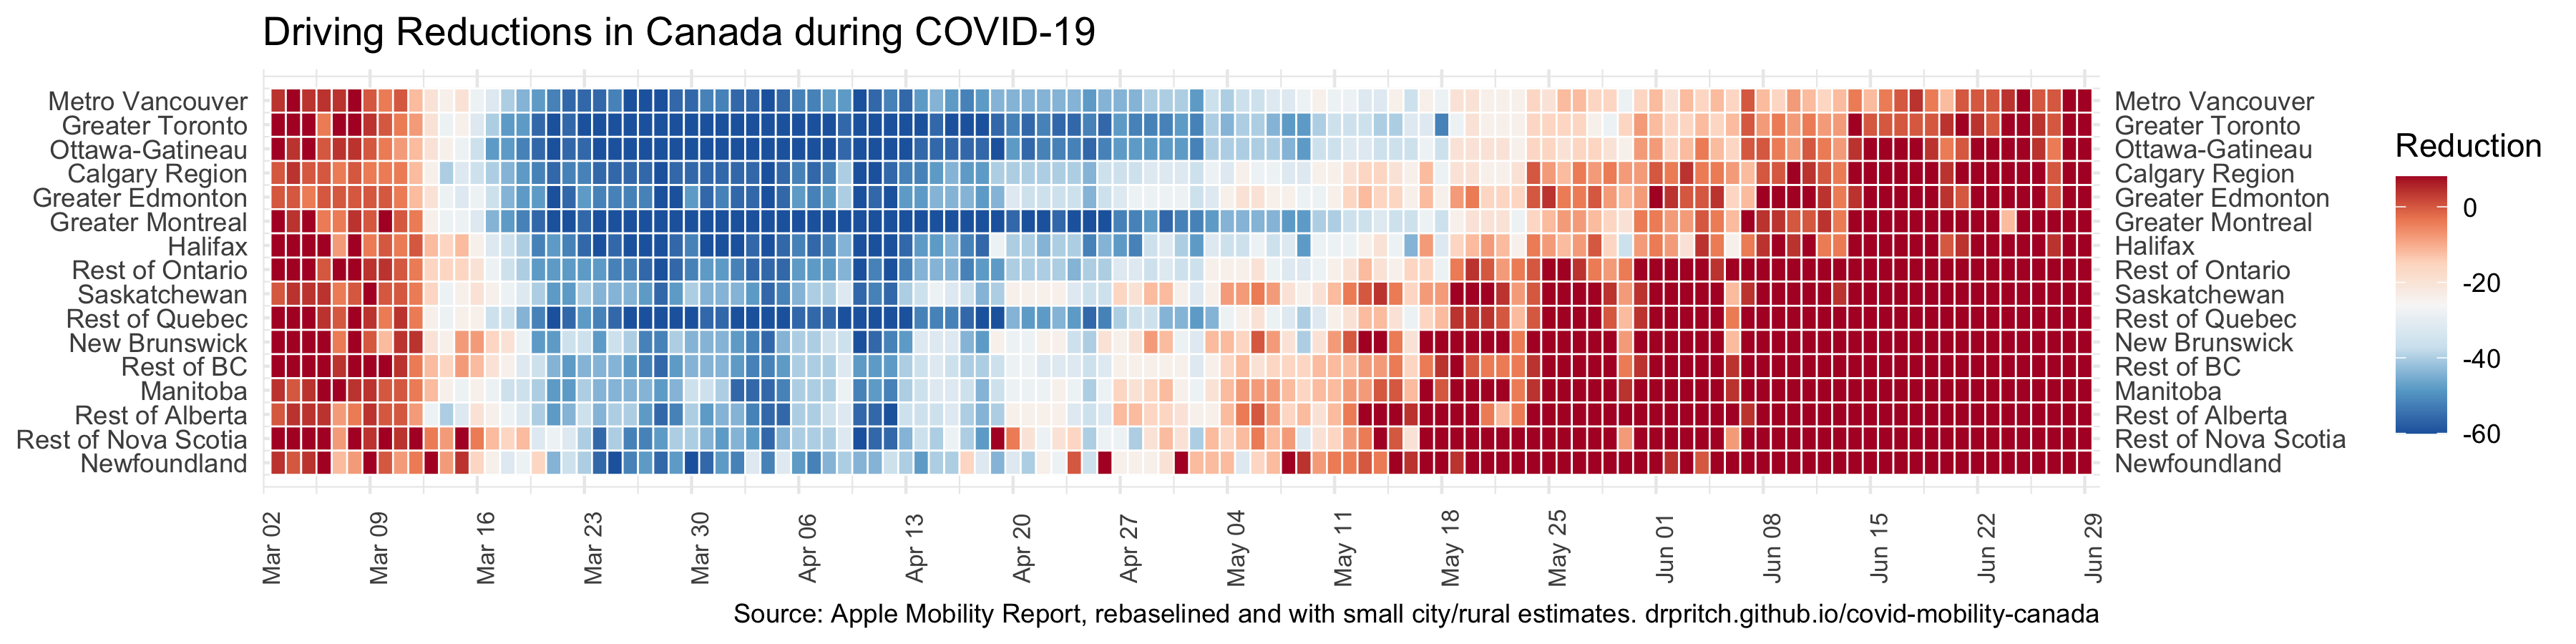 Driving Reductions in Canada during COVID-19
Metro Vancouver
Greater Toronto
Ottawa-Gatineau
Calgary Region
Greater Edmonton
Greater Montreal
Halifax
Rest of Ontario
Saskatchewan
Rest of Quebec
New Brunswick
Rest of BC
Manitoba
Rest of Alberta
Rest of Nova Scotia
Newfoundland
Metro Vancouver
Greater Toronto
Ottawa-Gatineau
Calgary Region
Greater Edmonton
Greater Montreal
Halifax
Rest of Ontario
Saskatchewan
Rest of Quebec
New Brunswick
Rest of BC
Manitoba
Rest of Alberta
Rest of Nova Scotia
Newfoundland
Reduction
0
-20
-40
-60
Mar 02
Mar 09
Mar 16
Mar 23
Mar 30
Apr 06
Apr 13
Apr 20
Apr 27
May 04
May 11
May 18
May 25
Jun 01
Jun 08
Jun 15
Jun 22
Jun 29
Source: Apple Mobility Report, rebaselined and with small city/rural estimates. drpritch.github.io/covid-mobility-canada